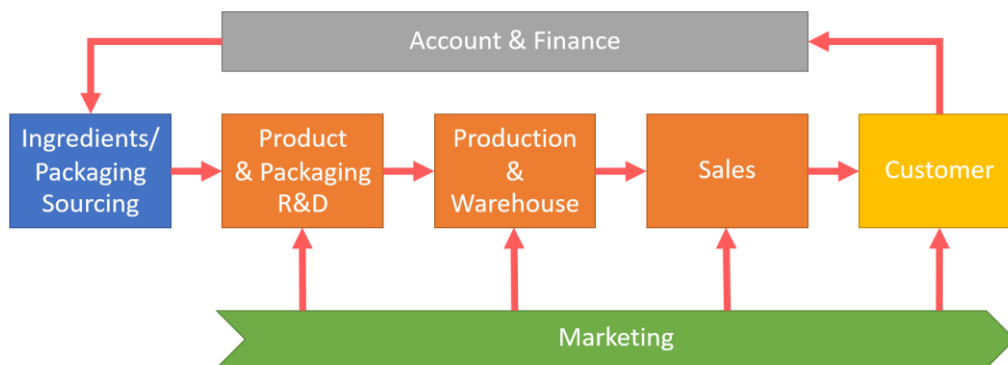 Account & Finance
Ingredients/
Packaging
Sourcing
Product
& Packaging
R&D
Production
&
Warehouse
Sales
Customer
Marketing